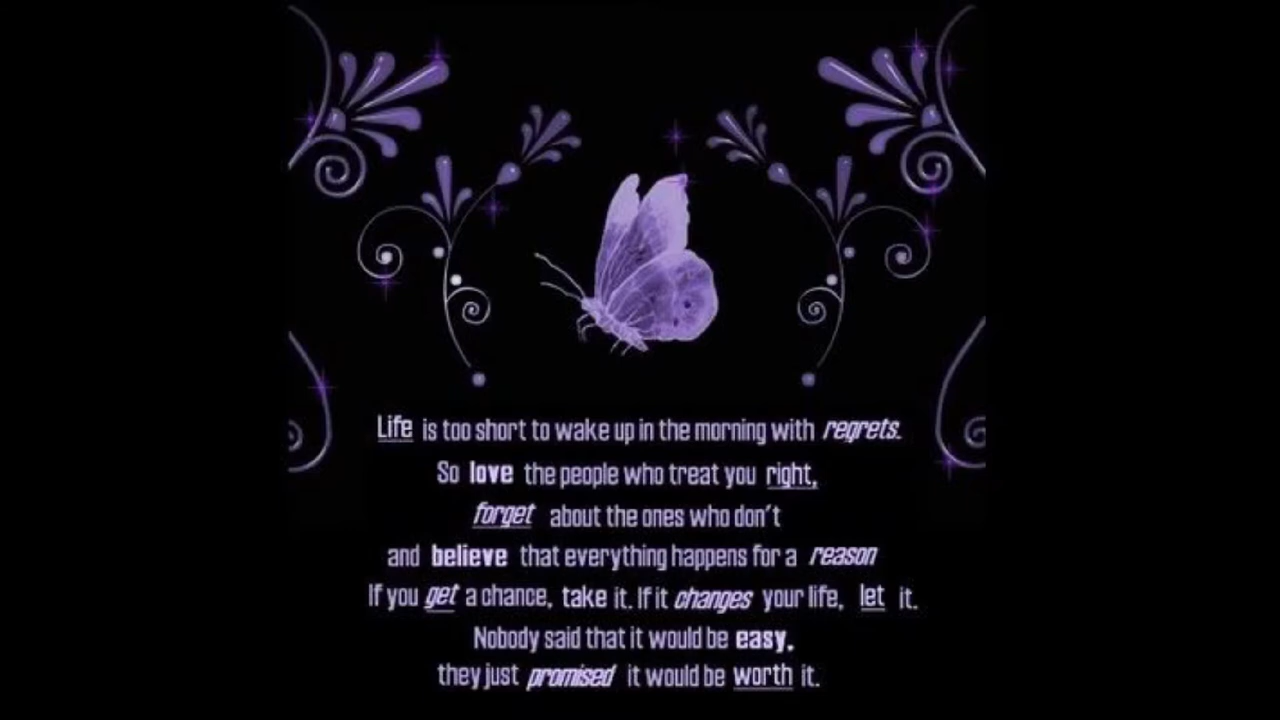 Life is too short to wake up in the morning with regrets.
So love the people who treat you right,
forget about the ones who don't
and believe that everything happens for a reason
If you get a chance, take it. If it changes your life, let it.
Nobody said that it would be easy,
they just promised it would be worth it.